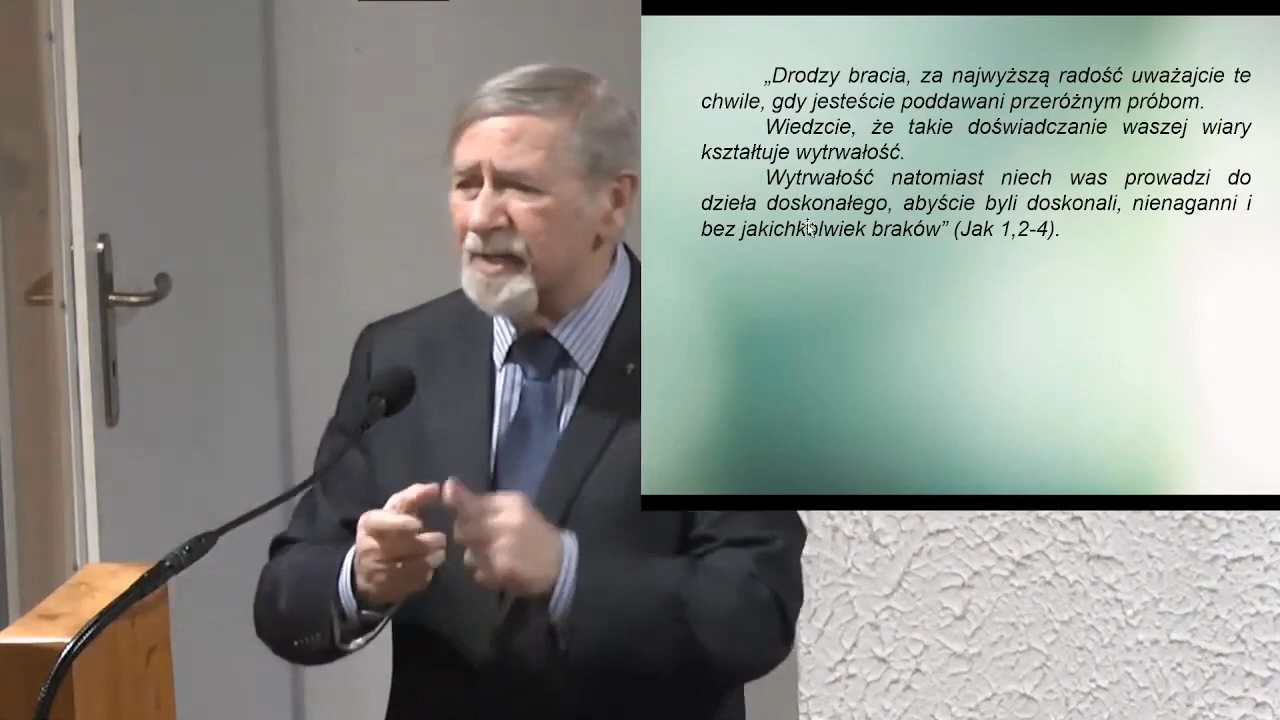 „Drodzy bracia, za najwyższą radość uważajcie te
chwile, gdy jesteście poddawani przeróżnym próbom.
Wiedzcie, że takie doświadczanie waszej wiary
kształtuje wytrwałość.
Wytrwałość natomiast niech was prowadzi do
dzieła doskonałego, abyście byli doskonali, nienaganni i
bez jakichkolwiek braków” (Jak 1,2-4).